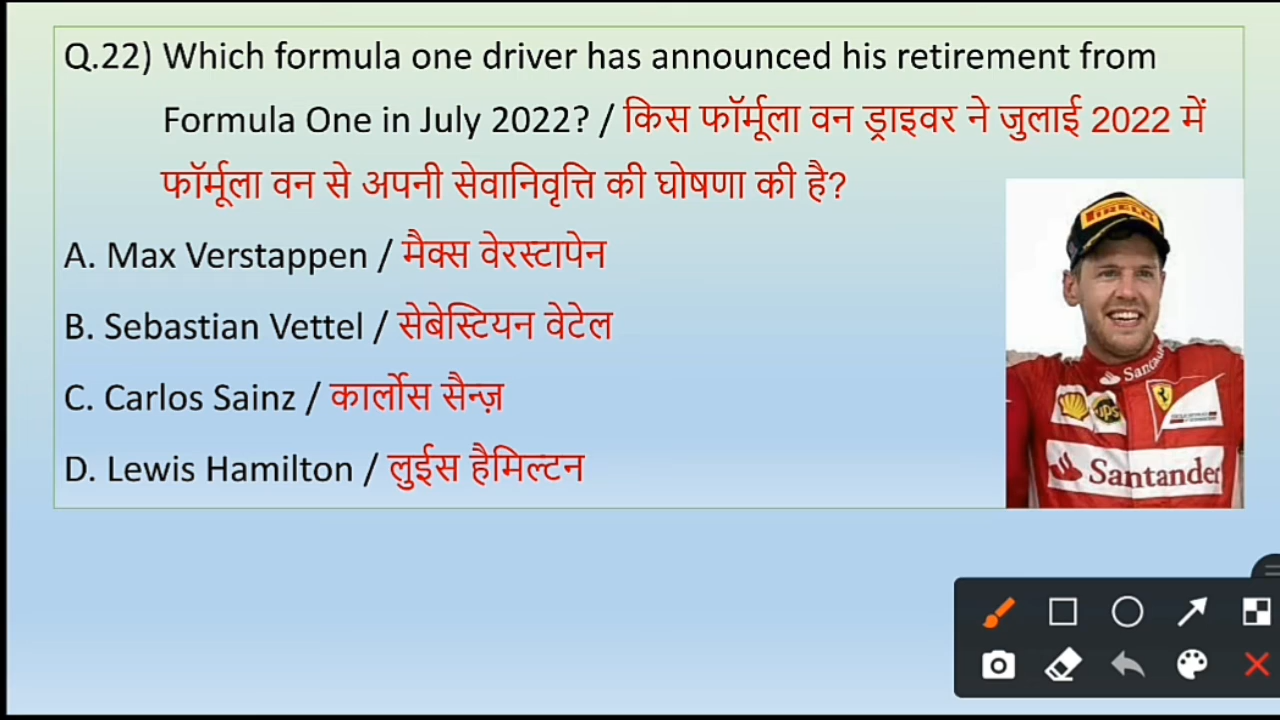 Q.22) Which formula one driver has announced his retirement from
Formula One in July 2022? / किस फॉर्मूला वन ड्राइवर ने जुलाई 2022 में
फॉर्मूला वन से अपनी सेवानिवृत्ति की घोषणा की है?
A. Max Verstappen / मैक्स वेरस्टापेन
B. Sebastian Vettel / सेबेस्टियन वेटेल
C. Carlos Sainz / कार्लोस सैन्ज़
D. Lewis Hamilton / लुईस हैमिल्टन
PIRELLI
Santander
ups
Santander